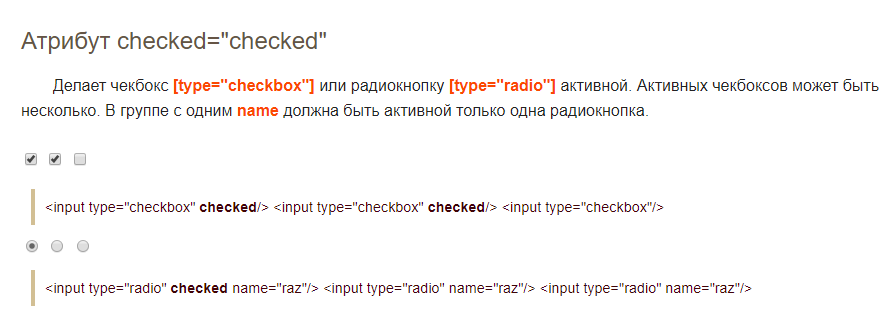 Атрибут checked="checked"
Делает чекбокс [type="checkbox"] или радиокнопку [type="radio"] активной. Активных чекбоксов может быть
несколько. В группе с одним name должна быть активной только одна радиокнопка.
<input type="checkbox" checked/> <input type="checkbox" checked/> <input type="checkbox"/>
<input type="radio" checked name="raz"/> <input type="radio" name="raz"/> <input type="radio" name="raz"/>